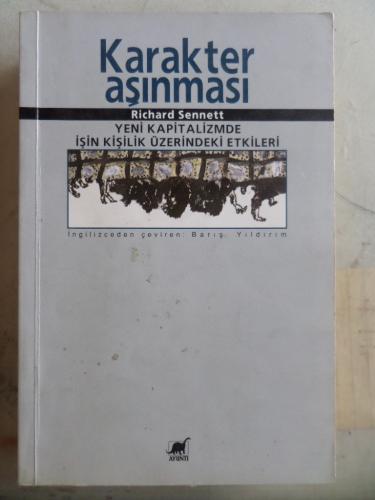 Karakter
aşınması
Richard Sennett
YENİ KAPİTALİZMDE
İŞİN KİŞİLİK ÜZERİNDEKİ ETKİLERİ
İngilizceden çeviren: Barış Yıldırım
AYRINTI